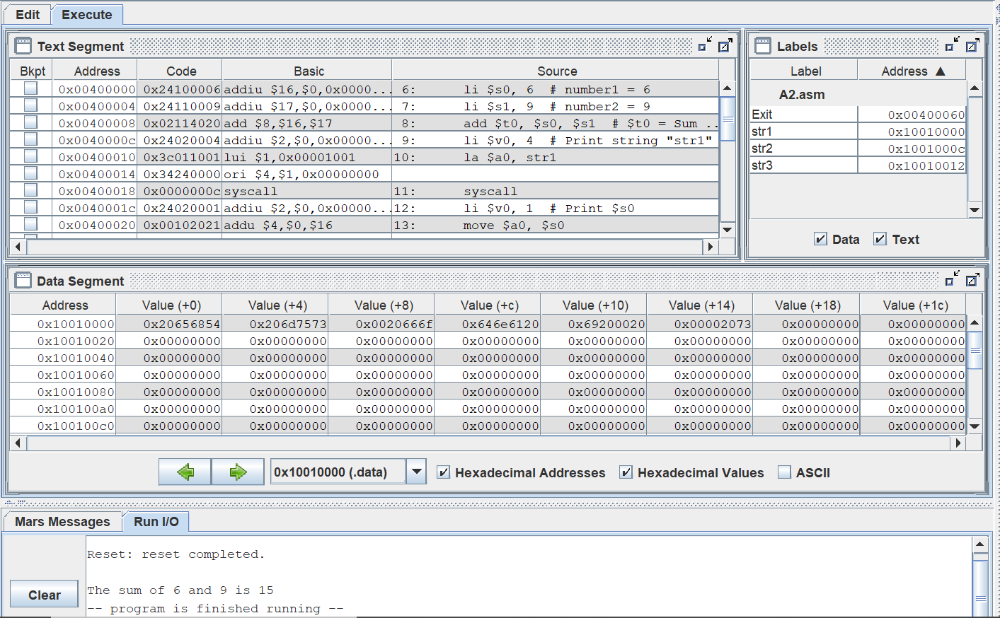 Edit Execute
Text Segment
Bkpt Address Code Basic Source
0x00400000 0x24100006 addiu $16,$0,0x0000... 6: li $s0, 6 # number1 = 6
0x00400004 0x24110009 addiu $17,$0,0x0000... 7: li $s1, 9 # number2 = 9
0x00400008 0x02114020 add $8,$16,$17 8: add $t0, $s0, $s1 # $t0 = Sum ..
0x0040000c 0x24020004 addiu $2,$0,0x00000... 9: li $v0, 4 # Print string "str1"
0x00400010 0x3c011001 lui $1,0x00001001 10: la $a0, str1
0x00400014 0x34240000 ori $4,$1,0x00000000
0x00400018 0x0000000c syscall 11: syscall
0x0040001c 0x24020001 addiu $2,$0,0x00000... 12: li $v0, 1 # Print $s0
0x00400020 0x00102021 addu $4,$0,$16 13: move $a0, $s0
Labels
Label Address ▲
A2.asm
Exit 0x00400060
str1 0x10010000
str2 0x1001000c
str3 0x10010012
Data Text
Data Segment
Address Value (+0) Value (+4) Value (+8) Value (+c) Value (+10) Value (+14) Value (+18) Value (+1c)
0x10010000 0x20656854 0x206d7573 0x0020666f 0x646e6120 0x69200020 0x00002073 0x00000000 0x00000000
0x10010020 0x00000000 0x00000000 0x00000000 0x00000000 0x00000000 0x00000000 0x00000000 0x00000000
0x10010040 0x00000000 0x00000000 0x00000000 0x00000000 0x00000000 0x00000000 0x00000000 0x00000000
0x10010060 0x00000000 0x00000000 0x00000000 0x00000000 0x00000000 0x00000000 0x00000000 0x00000000
0x10010080 0x00000000 0x00000000 0x00000000 0x00000000 0x00000000 0x00000000 0x00000000 0x00000000
0x100100a0 0x00000000 0x00000000 0x00000000 0x00000000 0x00000000 0x00000000 0x00000000 0x00000000
0x100100c0 0x00000000 0x00000000 0x00000000 0x00000000 0x00000000 0x00000000 0x00000000 0x00000000
0x10010000 (.data) Hexadecimal Addresses Hexadecimal Values ASCII
Mars Messages Run I/O
Reset: reset completed.
Clear
The sum of 6 and 9 is 15
-- program is finished running --